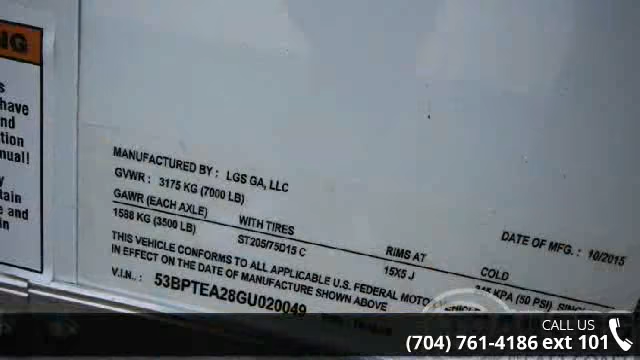 NG
s
have
nd
tion
nual!
y
tain
e and
in
MANUFACTURED BY : LGS GA, LLC
GVWR : 3175 KG (7000 LB)
DATE OF MFG. : 10/2015
GAWR (EACH AXLE) WITH TIRES RIMS AT COLD
1588 KG (3500 LB) ST205/75D15 C 15X5 J KPA (50 PSI)
THIS VEHICLE CONFORMS TO ALL APPLICABLE U.S. FEDERAL MOTO
IN EFFECT ON THE DATE OF MANUFACTURE SHOWN ABOVE
V.I.N.. : 53BPTEA28GU020049
CALL US
(704) 761-4186 ext 101